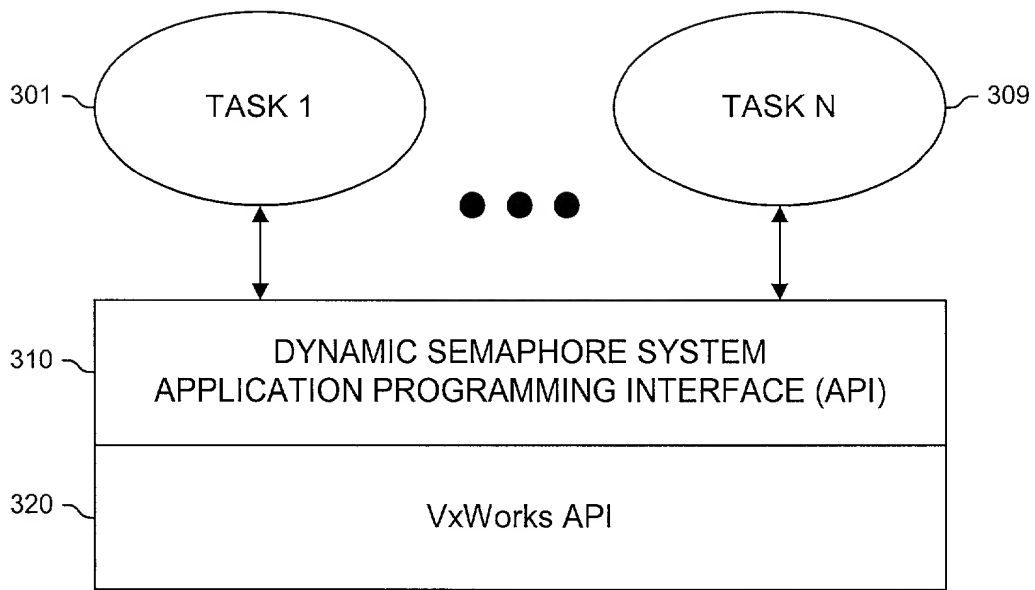 301
TASK 1
TASK N
309
310
DYNAMIC SEMAPHORE SYSTEM
APPLICATION PROGRAMMING INTERFACE (API)
320
VxWorks API